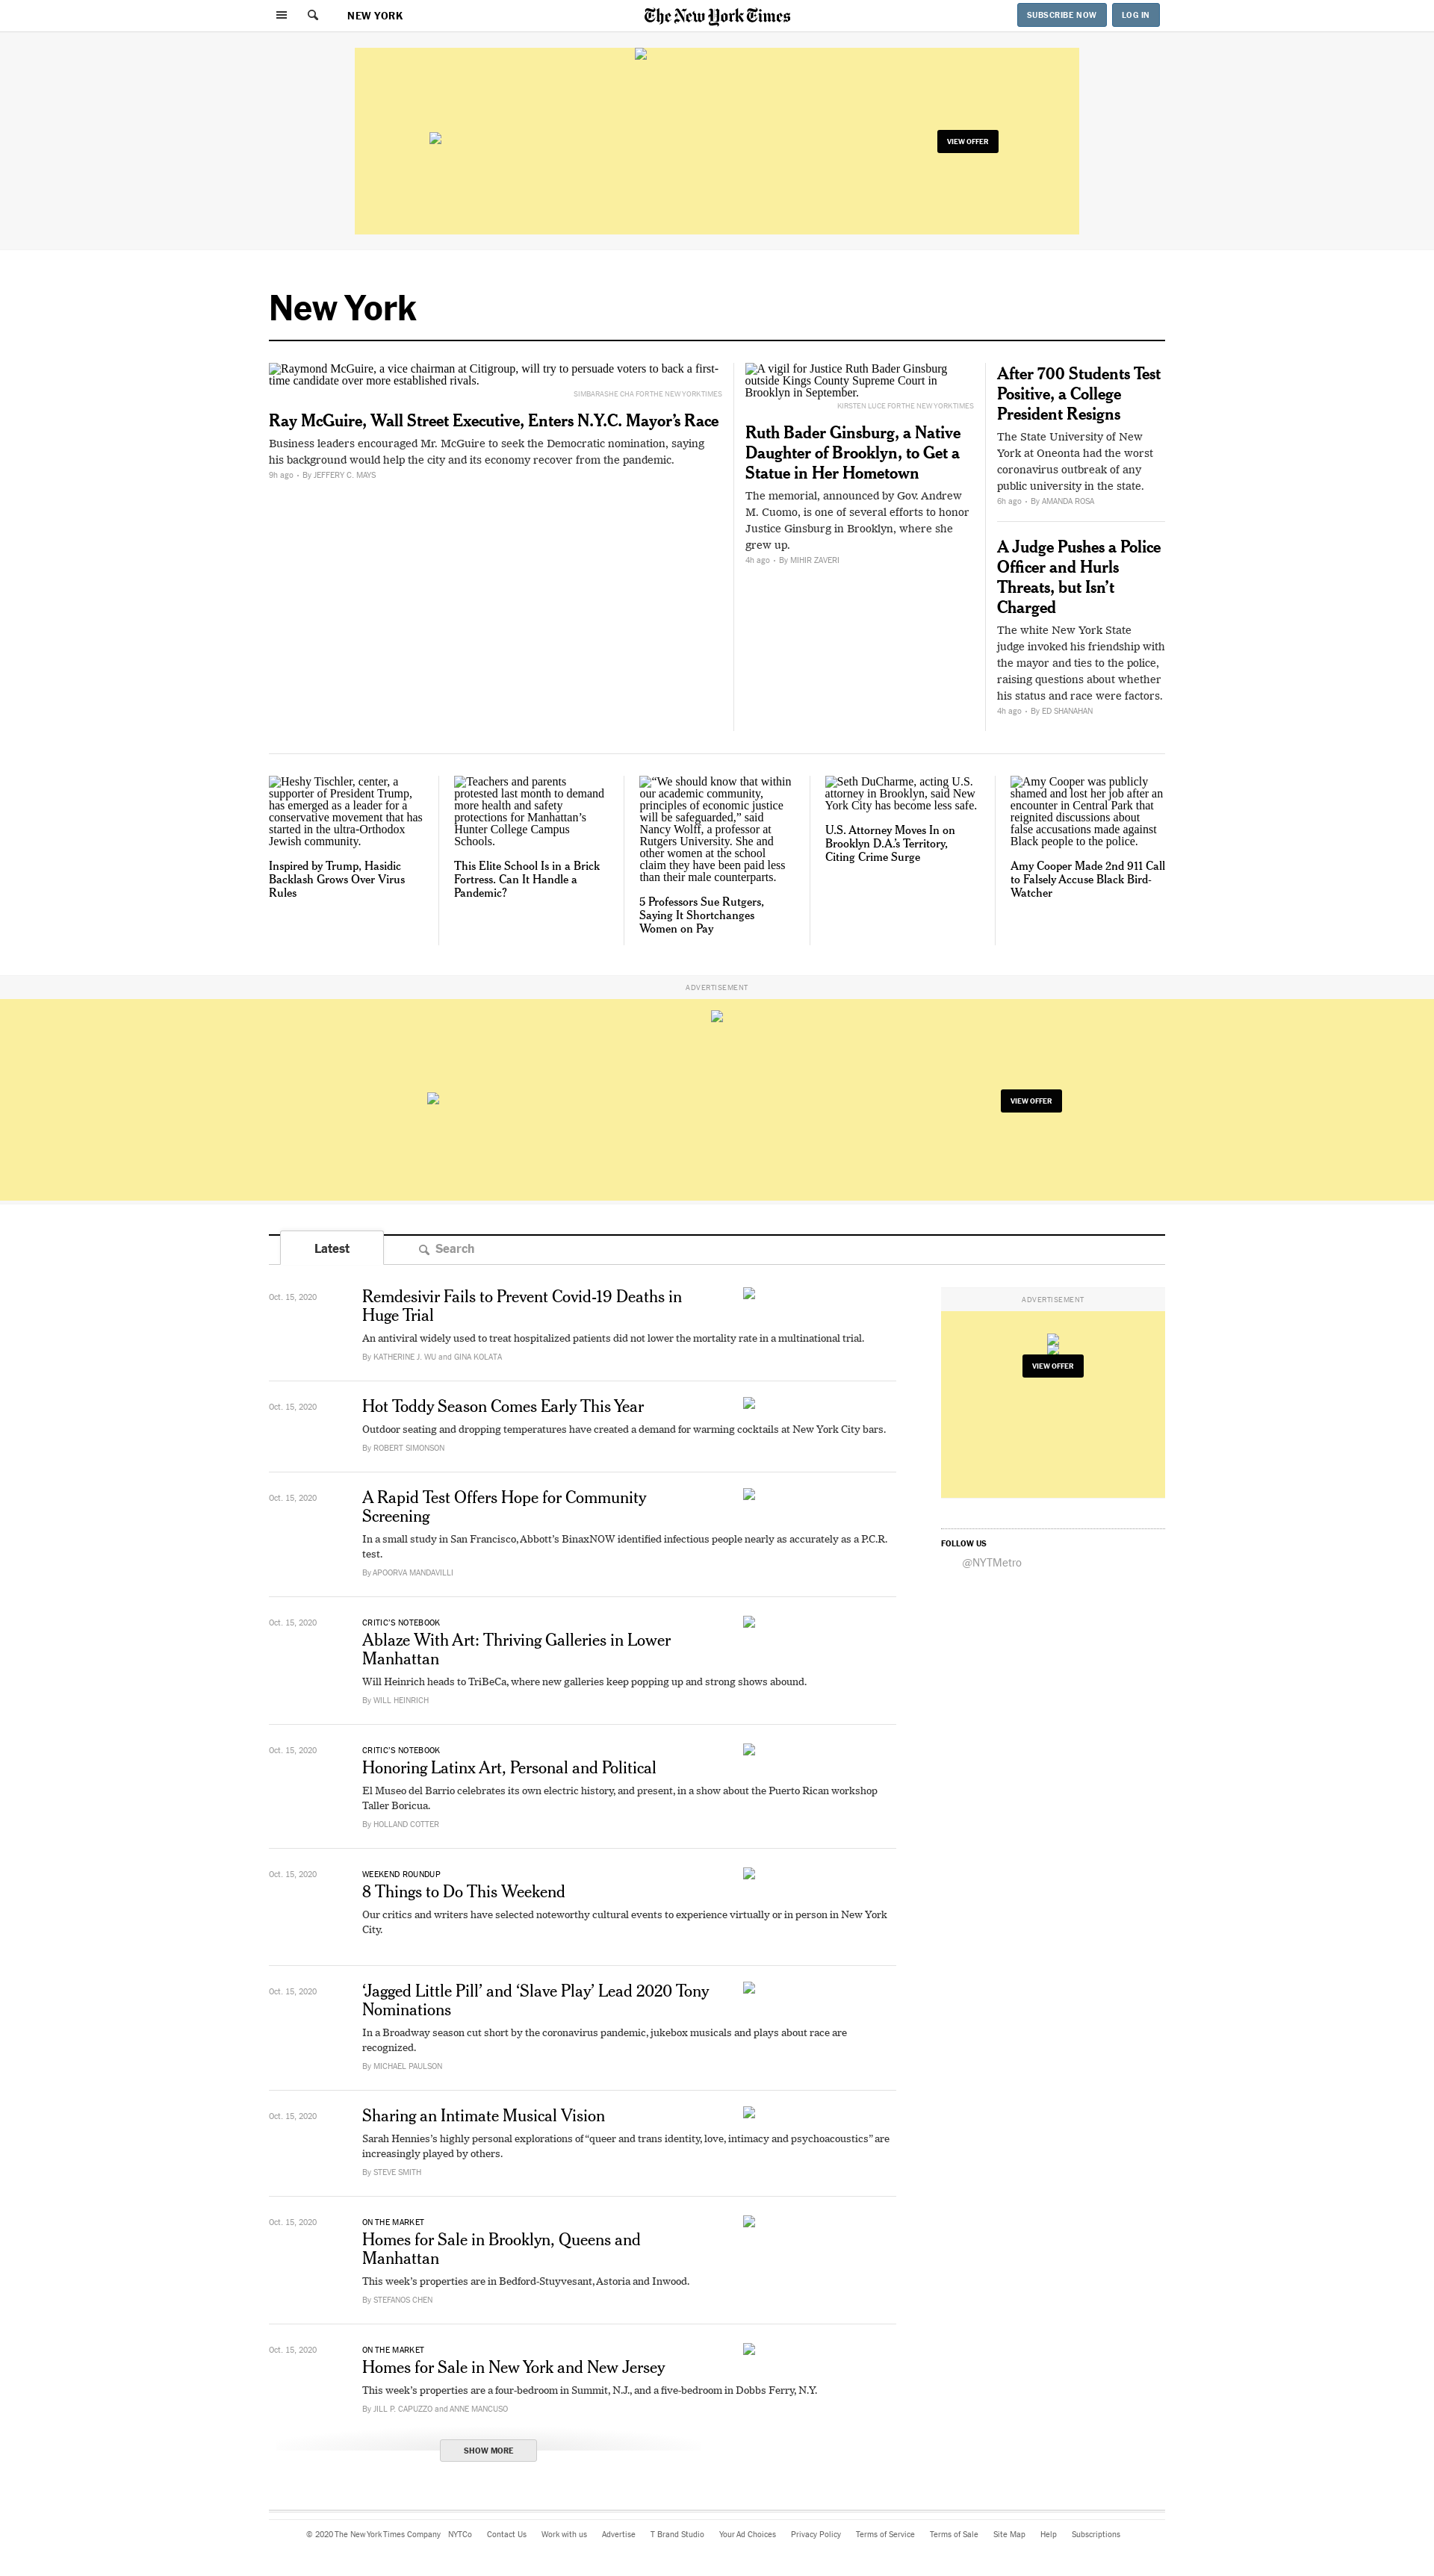 NEW YORK
The New York Times
SUBSCRIBE NOW
LOG IN
VIEW OFFER
New York
Raymond McGuire, a vice chairman at Citigroup, will try to persuade voters to back a first-
time candidate over more established rivals.
SIMBARASHE CHA FOR THE NEW YORK TIMES
Ray McGuire, Wall Street Executive, Enters N.Y.C. Mayor’s Race
Business leaders encouraged Mr. McGuire to seek the Democratic nomination, saying
his background would help the city and its economy recover from the pandemic.
9h ago • By JEFFERY C. MAYS
A vigil for Justice Ruth Bader Ginsburg
outside Kings County Supreme Court in
Brooklyn in September.
KIRSTEN LUCE FOR THE NEW YORK TIMES
Ruth Bader Ginsburg, a Native
Daughter of Brooklyn, to Get a
Statue in Her Hometown
The memorial, announced by Gov. Andrew
M. Cuomo, is one of several efforts to honor
Justice Ginsburg in Brooklyn, where she
grew up.
4h ago • By MIHIR ZAVERI
After 700 Students Test
Positive, a College
President Resigns
The State University of New
York at Oneonta had the worst
coronavirus outbreak of any
public university in the state.
6h ago • By AMANDA ROSA
A Judge Pushes a Police
Officer and Hurls
Threats, but Isn’t
Charged
The white New York State
judge invoked his friendship with
the mayor and ties to the police,
raising questions about whether
his status and race were factors.
4h ago • By ED SHANAHAN
Heshy Tischler, center, a
supporter of President Trump,
has emerged as a leader for a
conservative movement that has
started in the ultra-Orthodox
Jewish community.
Inspired by Trump, Hasidic
Backlash Grows Over Virus
Rules
Teachers and parents
protested last month to demand
more health and safety
protections for Manhattan’s
Hunter College Campus
Schools.
This Elite School Is in a Brick
Fortress. Can It Handle a
Pandemic?
“We should know that within
our academic community,
principles of economic justice
will be safeguarded,” said
Nancy Wolff, a professor at
Rutgers University. She and
other women at the school
claim they have been paid less
than their male counterparts.
5 Professors Sue Rutgers,
Saying It Shortchanges
Women on Pay
Seth DuCharme, acting U.S.
attorney in Brooklyn, said New
York City has become less safe.
U.S. Attorney Moves In on
Brooklyn D.A.’s Territory,
Citing Crime Surge
Amy Cooper was publicly
shamed and lost her job after an
encounter in Central Park that
reignited discussions about
false accusations made against
Black people to the police.
Amy Cooper Made 2nd 911 Call
to Falsely Accuse Black Bird-
Watcher
ADVERTISEMENT
VIEW OFFER
Latest
Search
Oct. 15, 2020
Remdesivir Fails to Prevent Covid-19 Deaths in
Huge Trial
An antiviral widely used to treat hospitalized patients did not lower the mortality rate in a multinational trial.
By KATHERINE J. WU and GINA KOLATA
ADVERTISEMENT
VIEW OFFER
FOLLOW US
@NYTMetro
Oct. 15, 2020
Hot Toddy Season Comes Early This Year
Outdoor seating and dropping temperatures have created a demand for warming cocktails at New York City bars.
By ROBERT SIMONSON
Oct. 15, 2020
A Rapid Test Offers Hope for Community
Screening
In a small study in San Francisco, Abbott’s BinaxNOW identified infectious people nearly as accurately as a P.C.R.
test.
By APOORVA MANDAVILLI
Oct. 15, 2020
CRITIC’S NOTEBOOK
Ablaze With Art: Thriving Galleries in Lower
Manhattan
Will Heinrich heads to TriBeCa, where new galleries keep popping up and strong shows abound.
By WILL HEINRICH
Oct. 15, 2020
CRITIC’S NOTEBOOK
Honoring Latinx Art, Personal and Political
El Museo del Barrio celebrates its own electric history, and present, in a show about the Puerto Rican workshop
Taller Boricua.
By HOLLAND COTTER
Oct. 15, 2020
WEEKEND ROUNDUP
8 Things to Do This Weekend
Our critics and writers have selected noteworthy cultural events to experience virtually or in person in New York
City.
Oct. 15, 2020
‘Jagged Little Pill’ and ‘Slave Play’ Lead 2020 Tony
Nominations
In a Broadway season cut short by the coronavirus pandemic, jukebox musicals and plays about race are
recognized.
By MICHAEL PAULSON
Oct. 15, 2020
Sharing an Intimate Musical Vision
Sarah Hennies’s highly personal explorations of “queer and trans identity, love, intimacy and psychoacoustics” are
increasingly played by others.
By STEVE SMITH
Oct. 15, 2020
ON THE MARKET
Homes for Sale in Brooklyn, Queens and
Manhattan
This week’s properties are in Bedford-Stuyvesant, Astoria and Inwood.
By STEFANOS CHEN
Oct. 15, 2020
ON THE MARKET
Homes for Sale in New York and New Jersey
This week’s properties are a four-bedroom in Summit, N.J., and a five-bedroom in Dobbs Ferry, N.Y.
By JILL P. CAPUZZO and ANNE MANCUSO
SHOW MORE
© 2020 The New York Times Company NYTCo Contact Us Work with us Advertise T Brand Studio Your Ad Choices Privacy Policy Terms of Service Terms of Sale Site Map Help Subscriptions